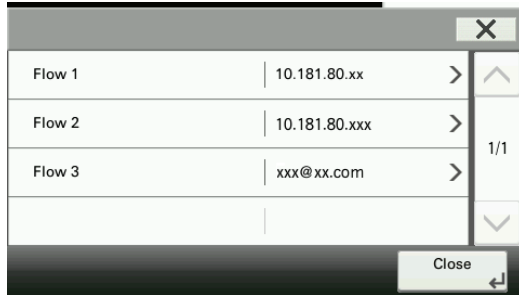 Flow 1 10.181.80.xx
Flow 2 10.181.80.xxx
Flow 3 xxx@xx.com
1/1
Close